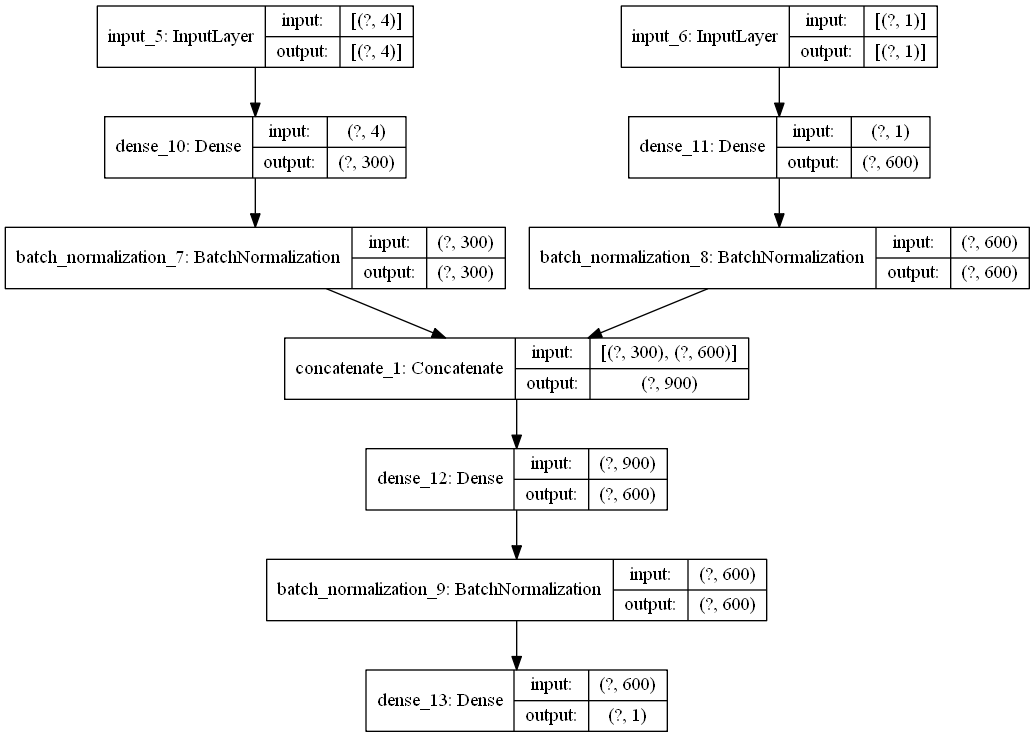 input_5: InputLayer
input: [(?, 4)]
output: [(?, 4)]
input_6: InputLayer
input: [(?, 1)]
output: [(?, 1)]
dense_10: Dense
input: (?, 4)
output: (?, 300)
dense_11: Dense
input: (?, 1)
output: (?, 600)
batch_normalization_7: BatchNormalization
input: (?, 300)
output: (?, 300)
batch_normalization_8: BatchNormalization
input: (?, 600)
output: (?, 600)
concatenate_1: Concatenate
input: [(?, 300), (?, 600)]
output: (?, 900)
dense_12: Dense
input: (?, 900)
output: (?, 600)
batch_normalization_9: BatchNormalization
input: (?, 600)
output: (?, 600)
dense_13: Dense
input: (?, 600)
output: (?, 1)